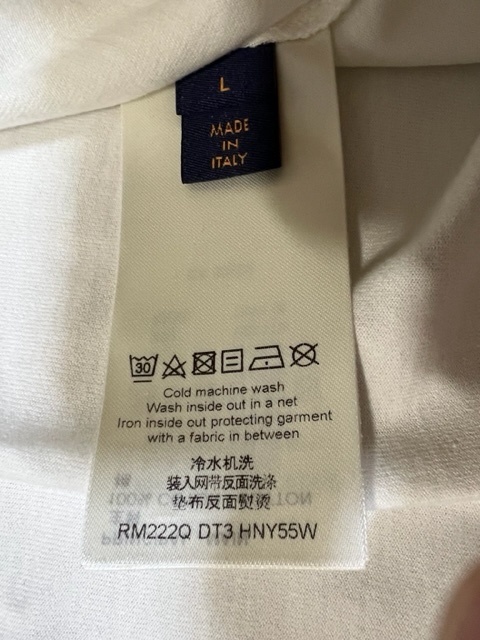 L
MADE
IN
ITALY
30
Cold machine wash
Wash inside out in a net
Iron inside out protecting garment
with a fabric in between
冷水机洗
装入网带反面洗涤
垫布反面熨烫
RM222Q DT3 HNY55W